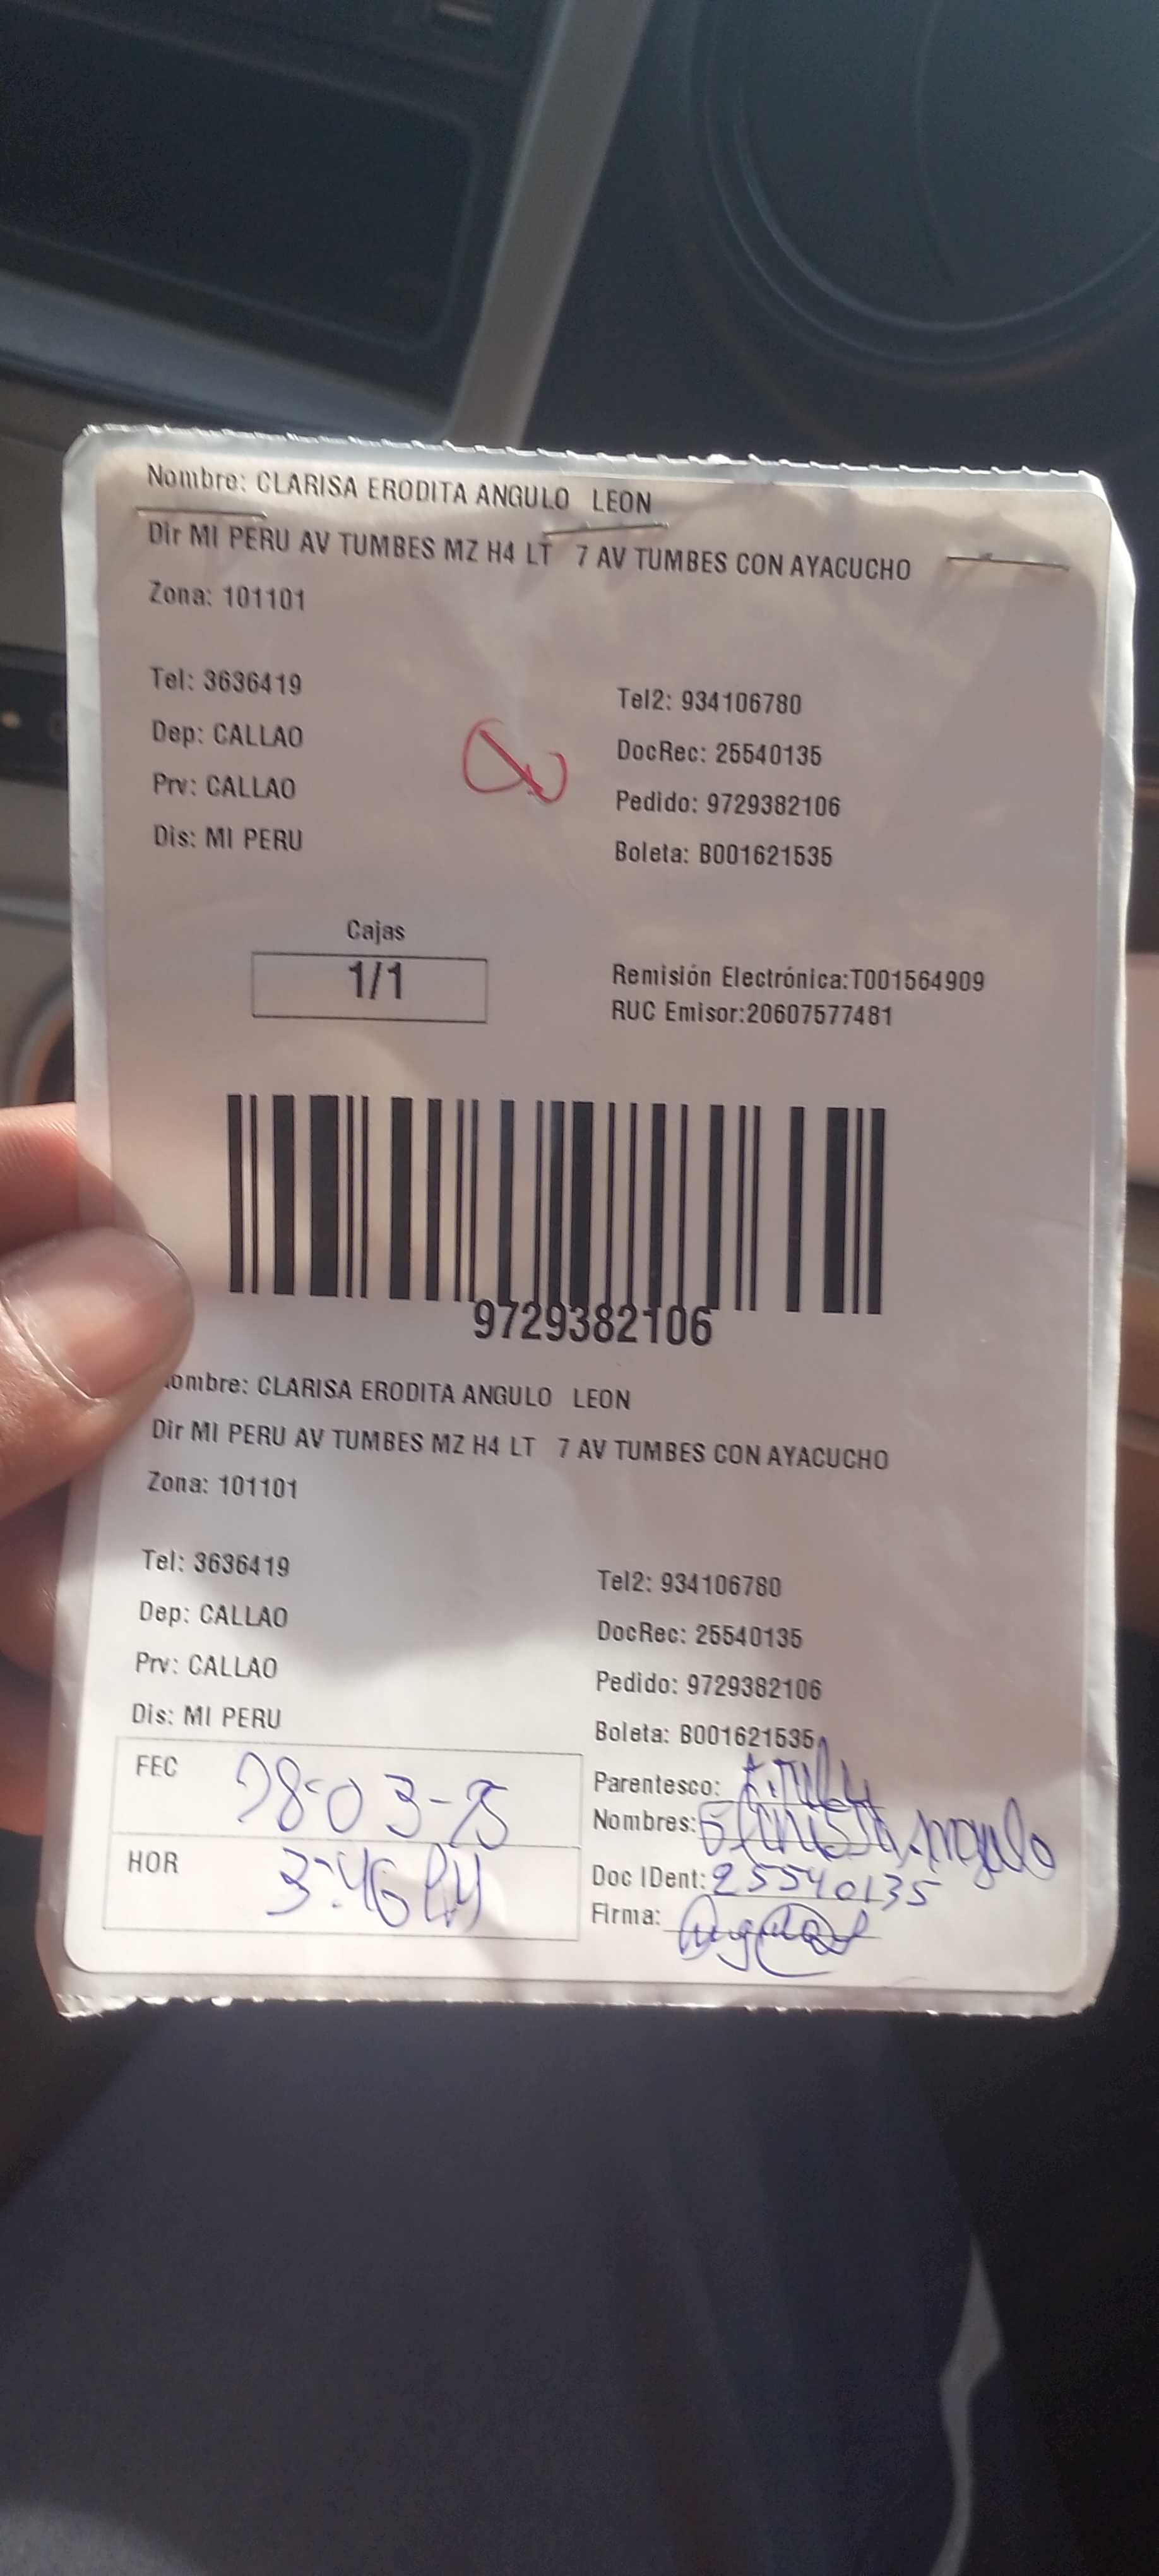 Nombre: CLARISA ERODITA ANGULO LEON
Dir MI PERU AV TUMBES MZ H4 LT 7 AV TUMBES CON AYACUCHO
Zona: 101101
Tel: 3636419
Tel2: 934106780
Dep: CALLAO
DocRec: 25540135
Prv: CALLAO
Pedido: 9729382106
Dis: MI PERU
Boleta: B001621535
Cajas
1/1
Remisión Electrónica:T001564909
RUC Emisor:20607577481
9729382106
ombre: CLARISA ERODITA ANGULO LEON
Dir MI PERU AV TUMBES MZ H4 LT 7 AV TUMBES CON AYACUCHO
Zona: 101101
Tel: 3636419
Tel2: 934106780
Dep: CALLAO
DocRec: 25540135
Prv: CALLAO
Pedido: 9729382106
Dis: MI PERU
Boleta: B001621535
FEC 28-03-25
Parentesco:
Nombres: Angulo
HOR 3:46 PM
Doc IDent: 25540135
Firma: